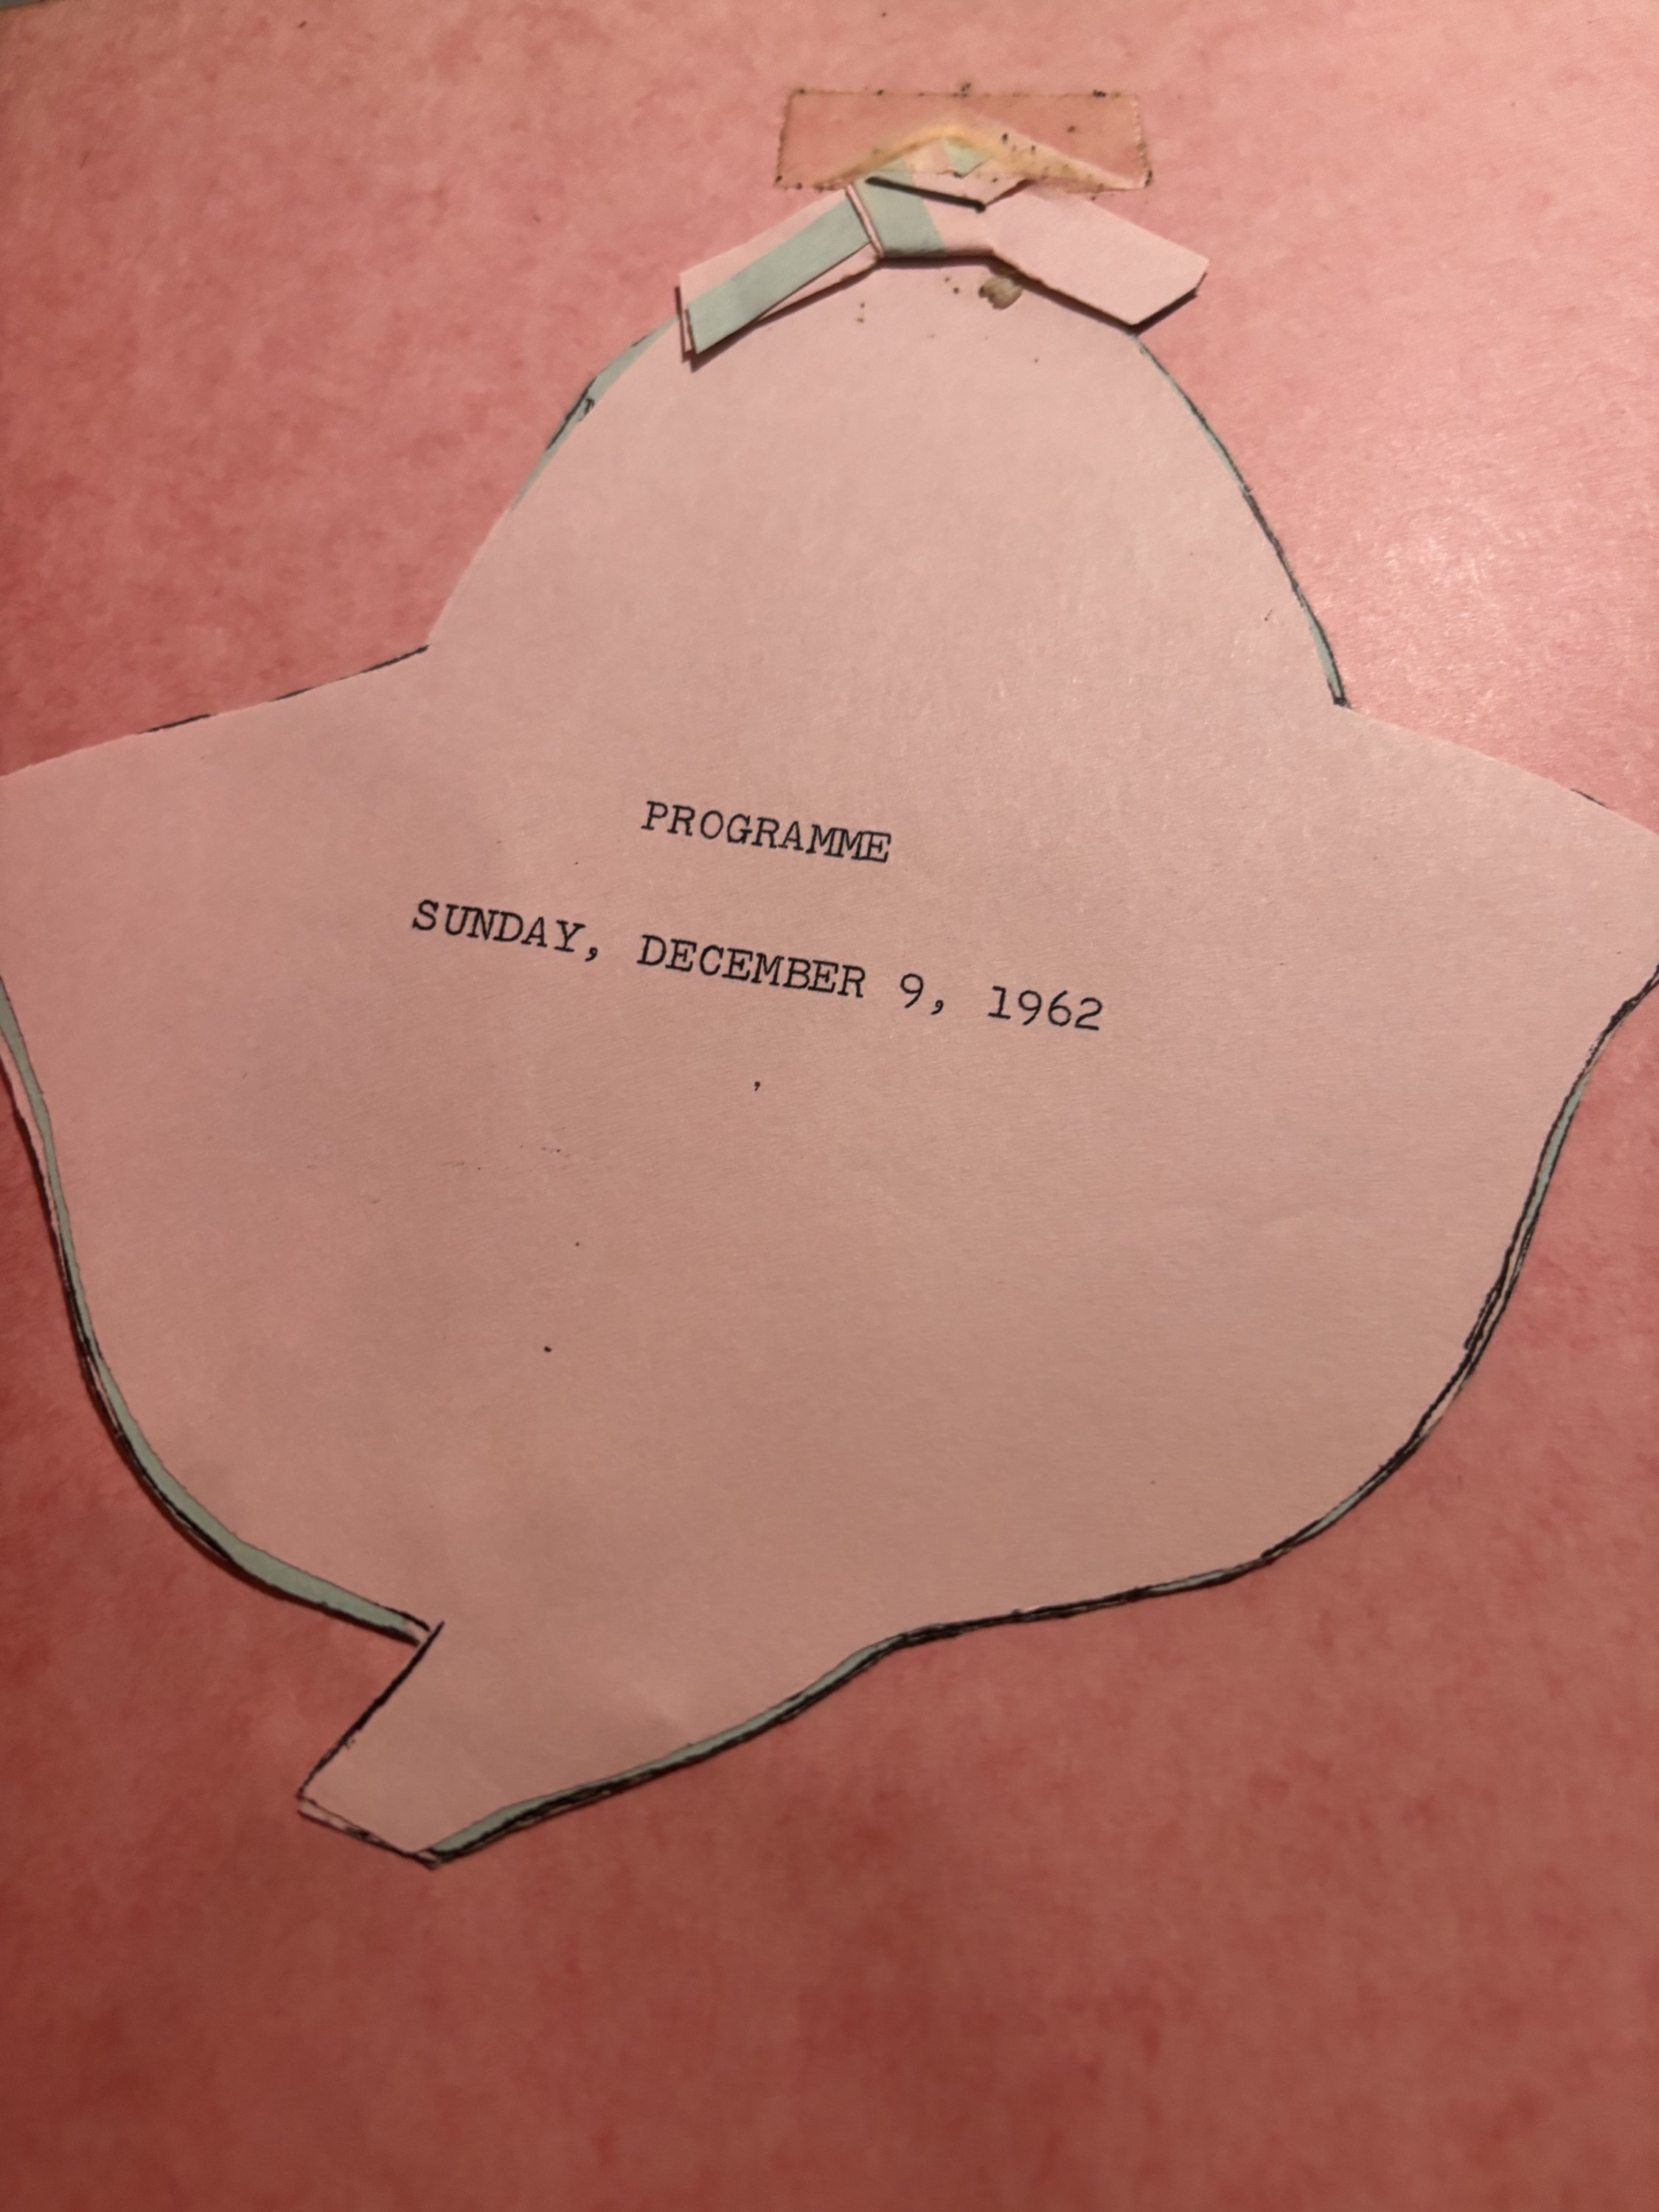 PROGRAMME
SUNDAY, DECEMBER 9, 1962